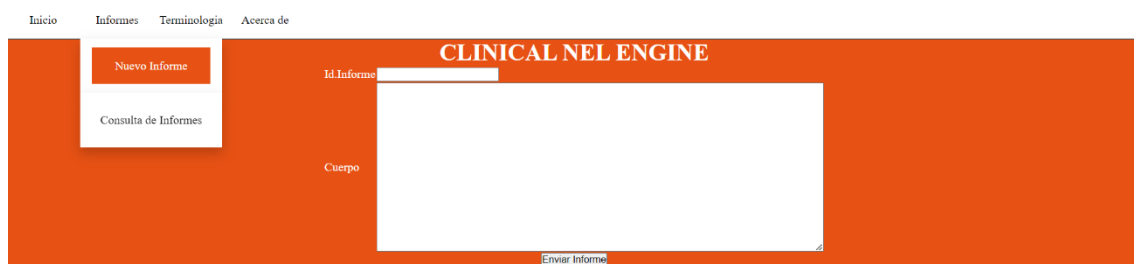 Inicio Informes Terminologia Acerca de
CLINICAL NEL ENGINE
Nuevo Informe
Id.Informe
Consulta de Informes
Cuerpo
Enviar Informe